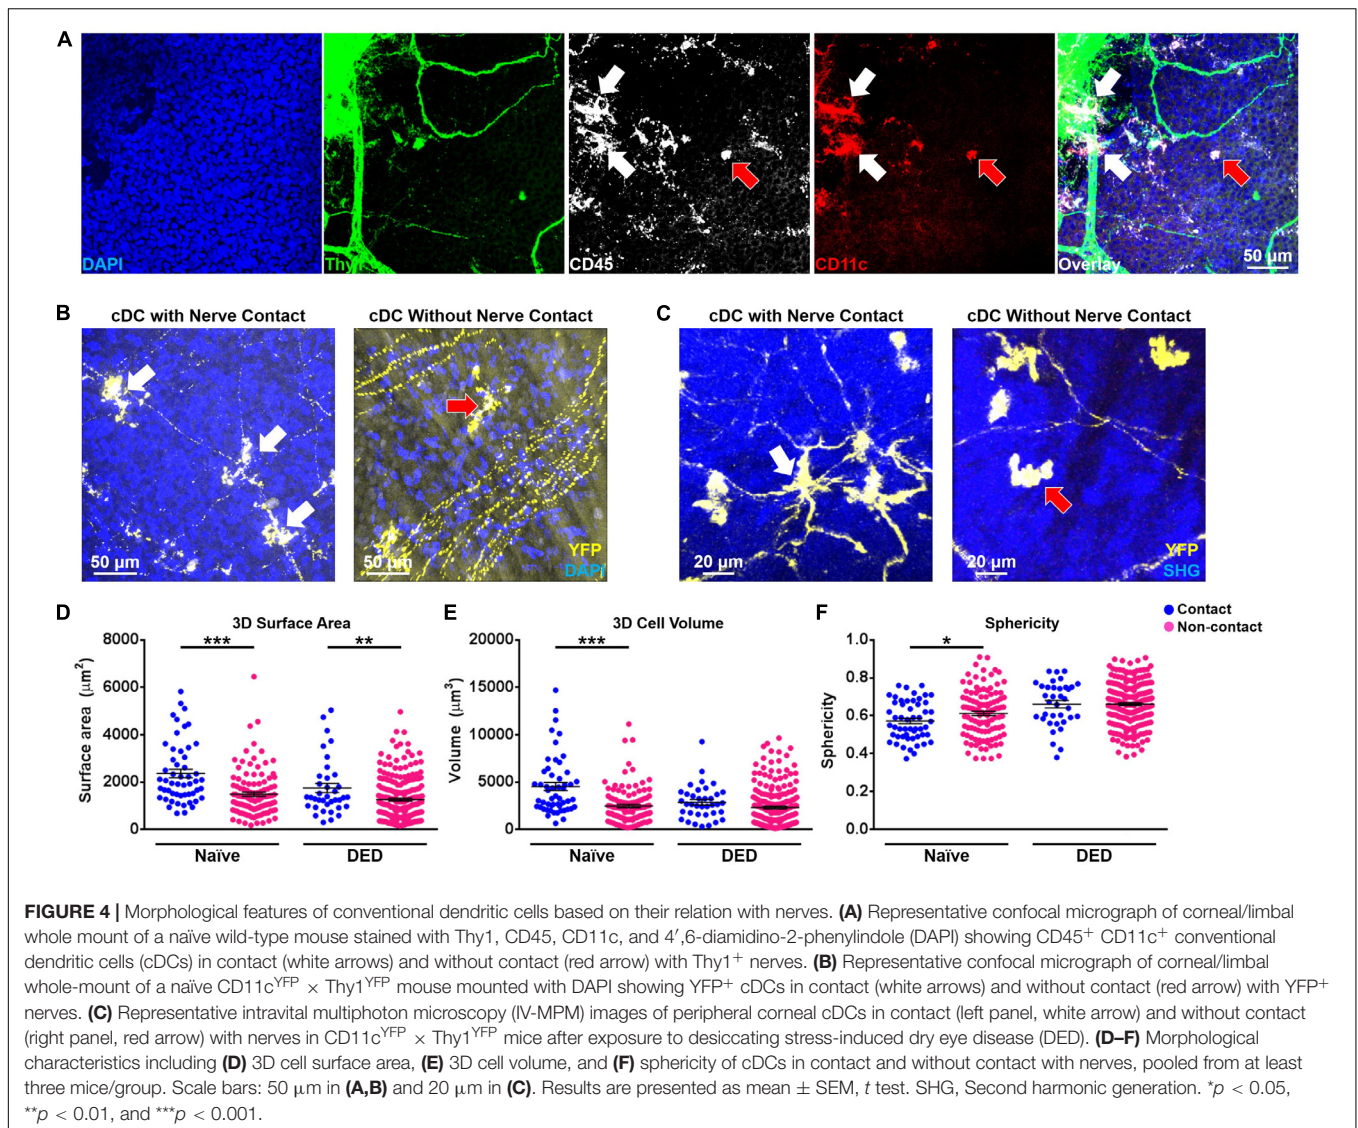 A
DAPI
Thy1
CD45
CD11c
Overlay
50 μm
B
cDC with Nerve Contact
cDC Without Nerve Contact
50 μm
50 μm
YFP
DAPI
C
cDC with Nerve Contact
cDC Without Nerve Contact
20 μm
20 μm
YFP
SHG
D
3D Surface Area
Surface area (μm²)
8000
6000
4000
2000
0
***
**
Naïve
DED
E
3D Cell Volume
Volume (μm³)
20000
15000
10000
5000
0
***
Naïve
DED
F
Sphericity
Sphericity
1.0
0.8
0.6
0.4
0.2
0.0
*
Naïve
DED
Contact
Non-contact
FIGURE 4 | Morphological features of conventional dendritic cells based on their relation with nerves. (A) Representative confocal micrograph of corneal/limbal
whole mount of a naïve wild-type mouse stained with Thy1, CD45, CD11c, and 4′,6-diamidino-2-phenylindole (DAPI) showing CD45⁺ CD11c⁺ conventional
dendritic cells (cDCs) in contact (white arrows) and without contact (red arrow) with Thy1⁺ nerves. (B) Representative confocal micrograph of corneal/limbal
whole-mount of a naïve CD11cYFP × Thy1YFP mouse mounted with DAPI showing YFP⁺ cDCs in contact (white arrows) and without contact (red arrow) with YFP⁺
nerves. (C) Representative intravital multiphoton microscopy (IV-MPM) images of peripheral corneal cDCs in contact (left panel, white arrow) and without contact
(right panel, red arrow) with nerves in CD11cYFP × Thy1YFP mice after exposure to desiccating stress-induced dry eye disease (DED). (D–F) Morphological
characteristics including (D) 3D cell surface area, (E) 3D cell volume, and (F) sphericity of cDCs in contact and without contact with nerves, pooled from at least
three mice/group. Scale bars: 50 μm in (A,B) and 20 μm in (C). Results are presented as mean ± SEM, t test. SHG, Second harmonic generation. *p < 0.05,
**p < 0.01, and ***p < 0.001.